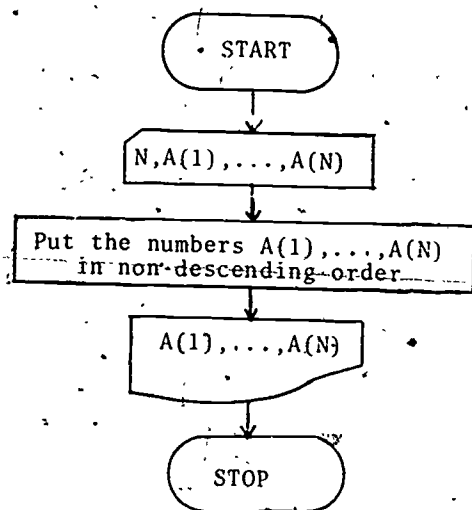 START
N,A(1),...,A(N)
Put the numbers A(1),...,A(N)
in non-descending order
A(1),...,A(N)
STOP